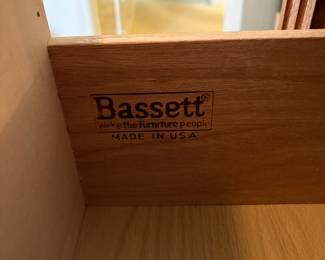 Bassett®
We're the furniture people
MADE IN USA